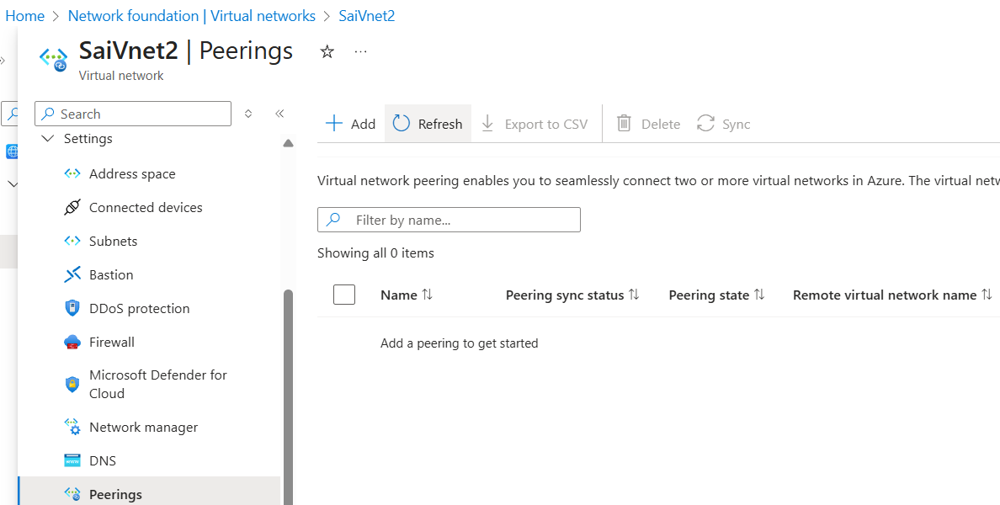 Home > Network foundation | Virtual networks > SaiVnet2
SaiVnet2 | Peerings
Virtual network
Search
Settings
Address space
Connected devices
Subnets
Bastion
DDoS protection
Firewall
Microsoft Defender for
Cloud
Network manager
DNS
www
Peerings
Add Refresh Export to CSV Delete Sync
Virtual network peering enables you to seamlessly connect two or more virtual networks in Azure. The virtual netw
Filter by name...
Showing all 0 items
Name Peering sync status Peering state Remote virtual network name
Add a peering to get started